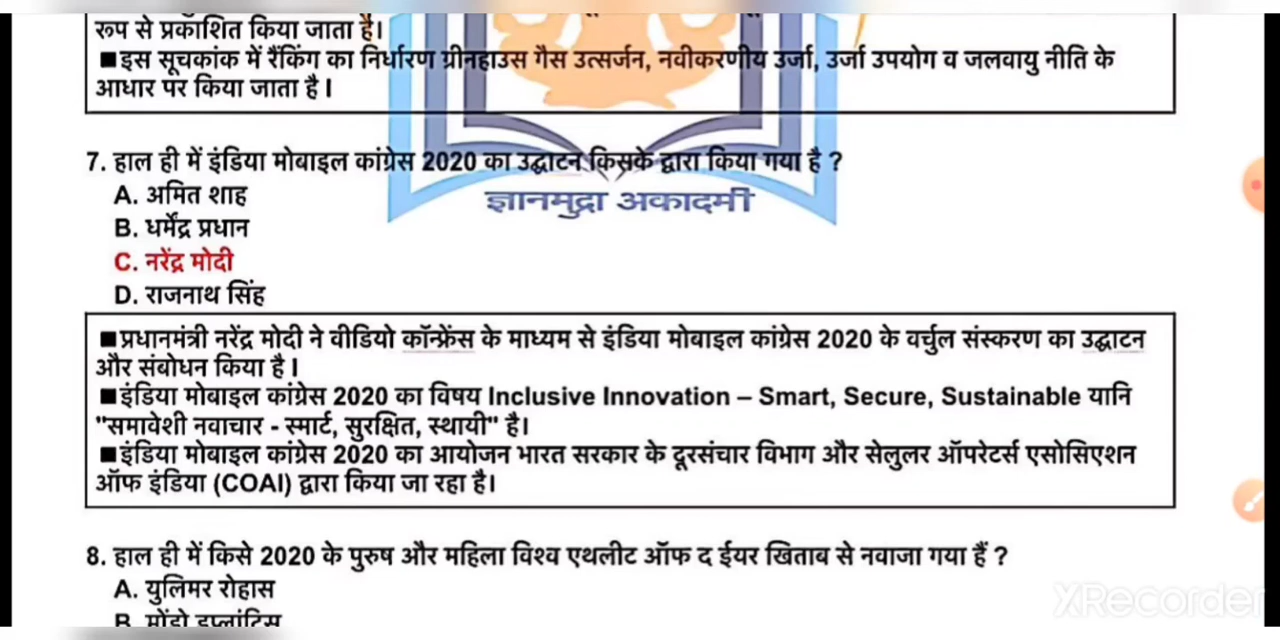 रूप से प्रकाशित किया जाता है।
■इस सूचकांक में रैंकिंग का निर्धारण ग्रीनहाउस गैस उत्सर्जन, नवीकरणीय उर्जा, उर्जा उपयोग व जलवायु नीति के
आधार पर किया जाता है।
7. हाल ही में इंडिया मोबाइल कांग्रेस 2020 का उद्घाटन किसके द्वारा किया गया है ?
ज्ञानमुद्रा अकादमी
A. अमित शाह
B. धर्मेंद्र प्रधान
C. नरेंद्र मोदी
D. राजनाथ सिंह
■प्रधानमंत्री नरेंद्र मोदी ने वीडियो कॉन्फ्रेंस के माध्यम से इंडिया मोबाइल कांग्रेस 2020 के वर्चुल संस्करण का उद्घाटन
और संबोधन किया है।
■इंडिया मोबाइल कांग्रेस 2020 का विषय Inclusive Innovation – Smart, Secure, Sustainable यानि
"समावेशी नवाचार - स्मार्ट, सुरक्षित, स्थायी" है।
■इंडिया मोबाइल कांग्रेस 2020 का आयोजन भारत सरकार के दूरसंचार विभाग और सेलुलर ऑपरेटर्स एसोसिएशन
ऑफ इंडिया (COAI) द्वारा किया जा रहा है।
8. हाल ही में किसे 2020 के पुरुष और महिला विश्व एथलीट ऑफ द ईयर खिताब से नवाजा गया हैं ?
A. युलिमर रोहास
B. मोंडो डुप्लांटिस
XRecorder